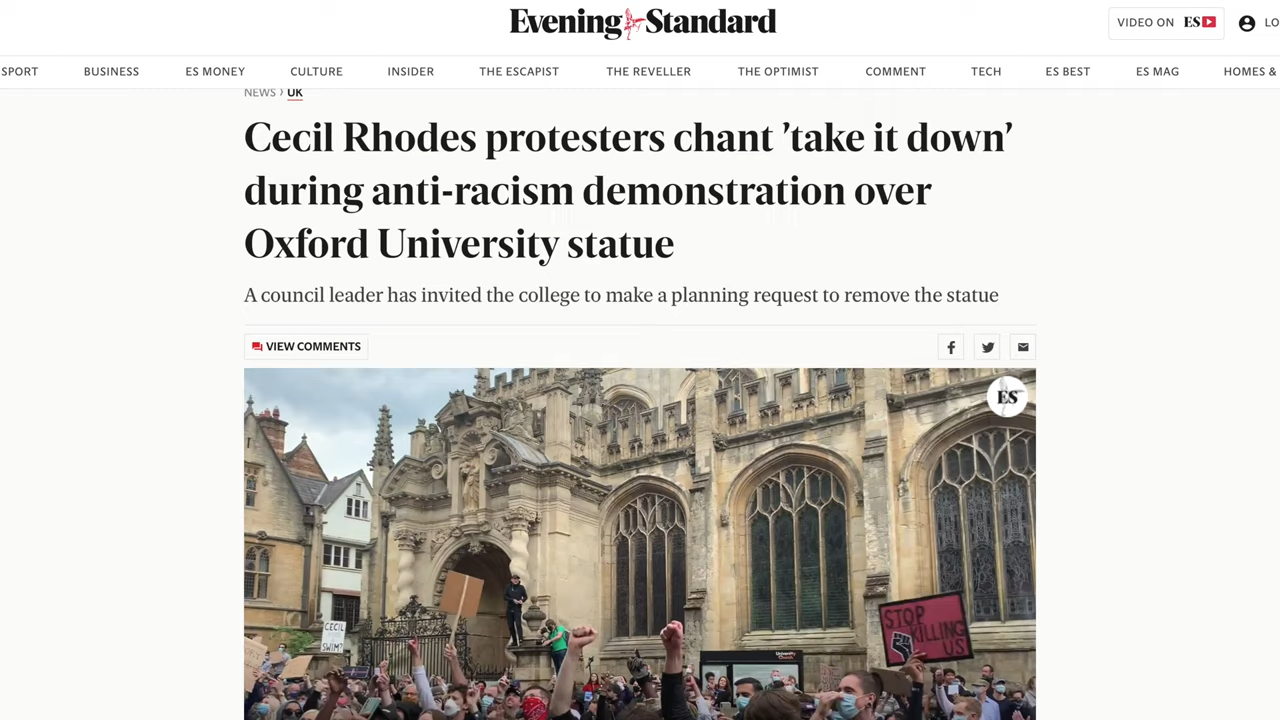 Evening Standard
VIDEO ON ES
LO
SPORT BUSINESS ES MONEY CULTURE INSIDER THE ESCAPIST THE REVELLER THE OPTIMIST COMMENT TECH ES BEST ES MAG HOMES &
NEWS › UK
Cecil Rhodes protesters chant ’take it down’
during anti-racism demonstration over
Oxford University statue
A council leader has invited the college to make a planning request to remove the statue
VIEW COMMENTS
ES
STOP
KILLING
US
CECIL
SWIM?
University
Church